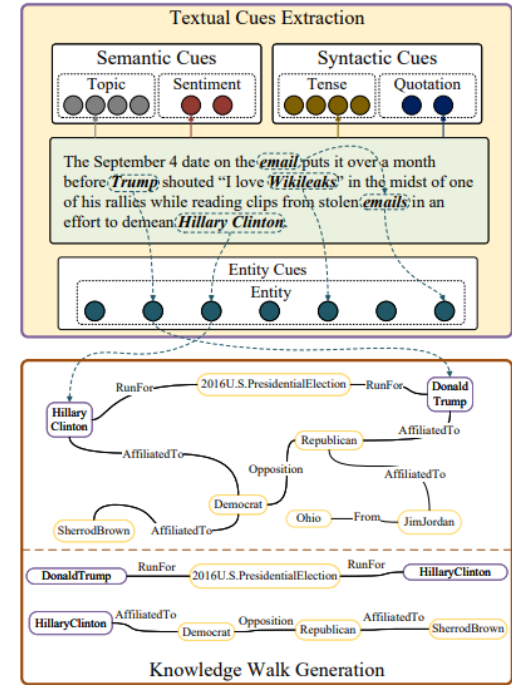 Textual Cues Extraction
Semantic Cues
Syntactic Cues
Topic
Sentiment
Tense
Quotation
The September 4 date on the email puts it over a month
before Trump shouted “I love Wikileaks” in the midst of one
of his rallies while reading clips from stolen emails in an
effort to demean Hillary Clinton.
Entity Cues
Entity
RunFor
2016U.S.PresidentialElection
RunFor
Donald
Trump
Hillary
Clinton
AffiliatedTo
Republican
AffiliatedTo
Opposition
Democrat
Ohio
From
JimJordan
SherrodBrown
AffiliatedTo
AffiliatedTo
DonaldTrump
RunFor
2016U.S.PresidentialElection
RunFor
HillaryClinton
HillaryClinton
AffiliatedTo
Democrat
Opposition
Republican
AffiliatedTo
SherrodBrown
Knowledge Walk Generation